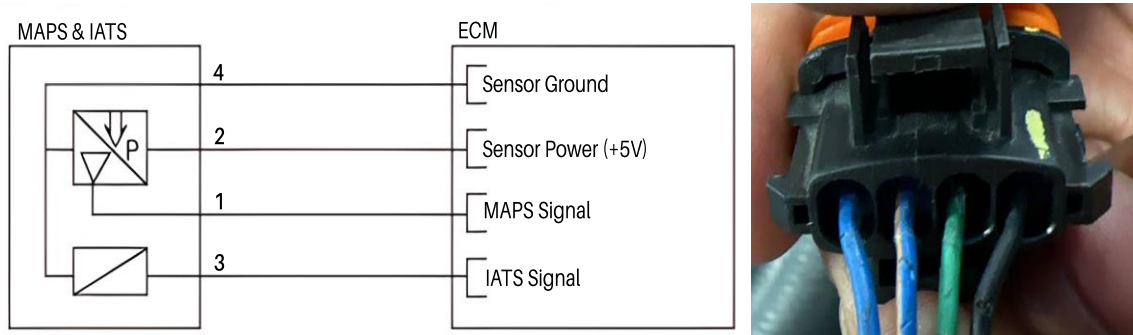 MAPS & IATS
ECM
4
Sensor Ground
2
Sensor Power (+5V)
P
1
MAPS Signal
3
IATS Signal